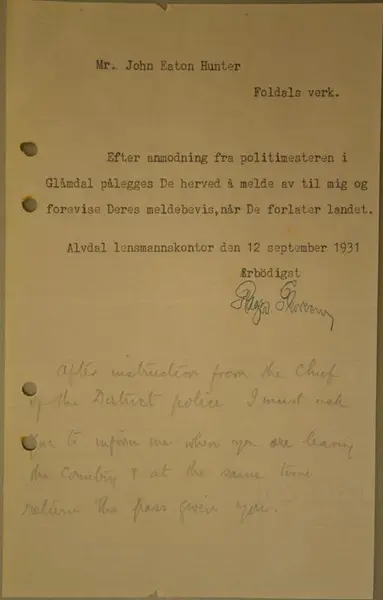 Mr. John Eaton Hunter
Foldals verk.
Efter anmodning fra politimesteren i
Glåmdal pålegges De herved å melde av til mig og
forevise Deres meldebevis,når De forlater landet.
Alvdal lensmannskontor den 12 september 1931
Ærbödigst
After instruction from the Chief
of the District police I must ask
you to inform me when you are leaving
the Country & at the same time
return the pass given you.